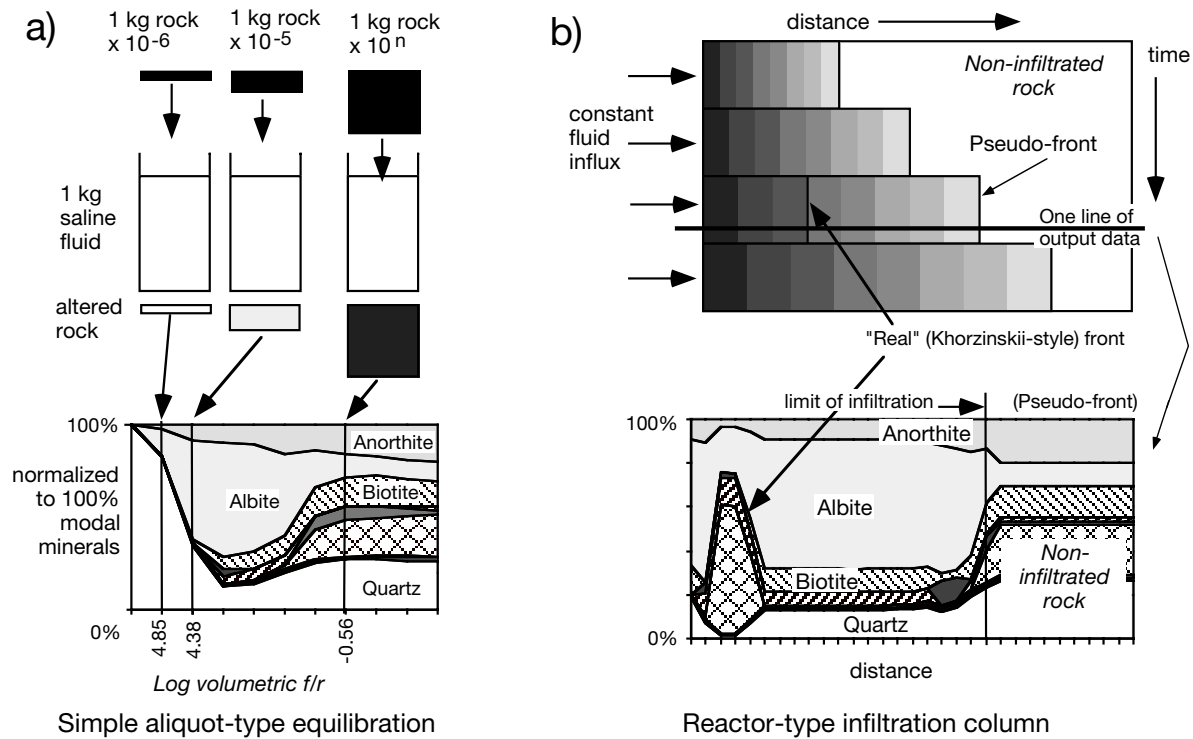 a)
1 kg rock
x 10-6
1 kg rock
x 10-5
1 kg rock
x 10 n
1 kg
saline
fluid
altered
rock
100%
normalized
to 100%
modal
minerals
0%
Anorthite
Albite
Biotite
Quartz
4.85
4.38
-0.56
Log volumetric f/r
Simple aliquot-type equilibration
b)
distance
time
Non-infiltrated
rock
constant
fluid
influx
Pseudo-front
One line of
output data
"Real" (Khorzinskii-style) front
limit of infiltration
(Pseudo-front)
100%
Anorthite
Albite
Biotite
Quartz
Non-
infiltrated
rock
0%
distance
Reactor-type infiltration column